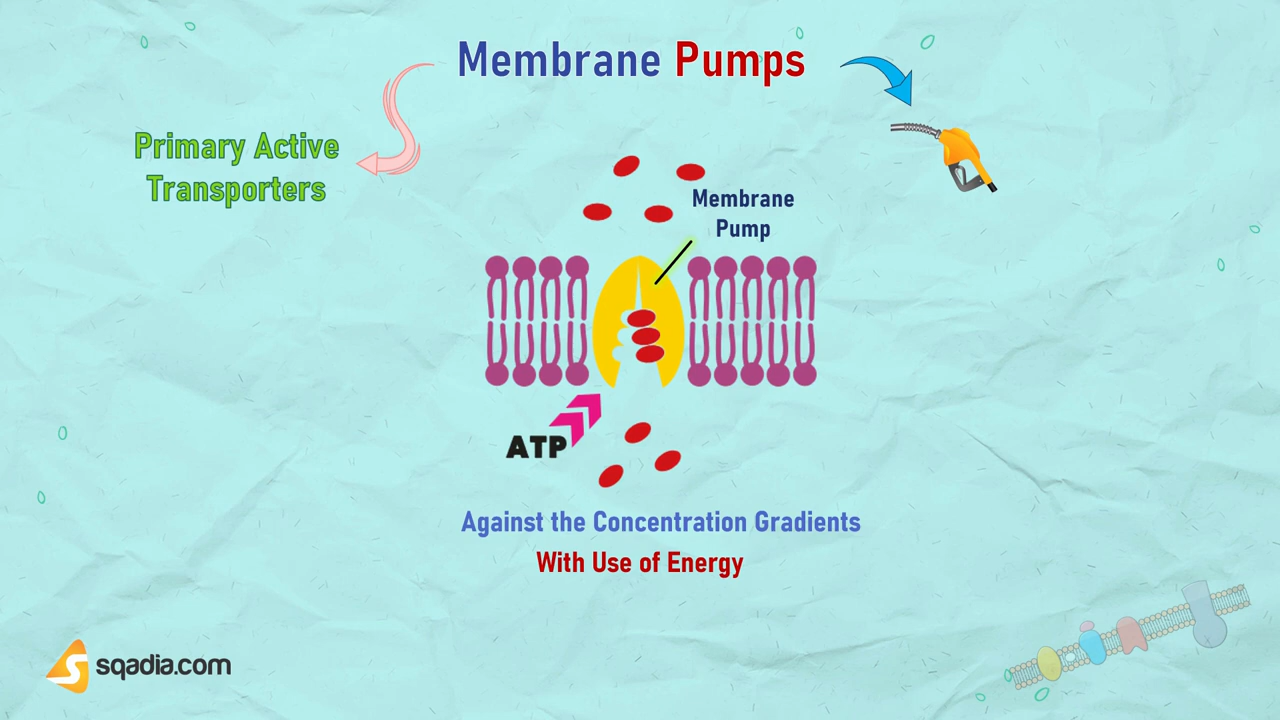 Membrane Pumps
Primary Active
Transporters
Membrane
Pump
ATP
Against the Concentration Gradients
With Use of Energy
sqadia.com